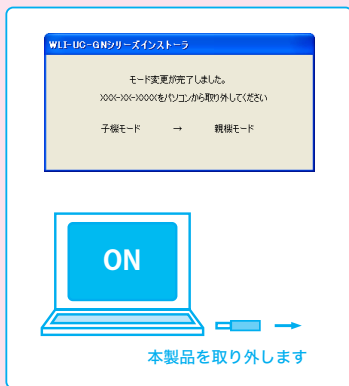 WLI-UC-GNシリーズインストーラ
モード変更が完了しました。
XXX-XX-XXXXをパソコンから取り外してください
子機モード → 親機モード
ON
本製品を取り外します